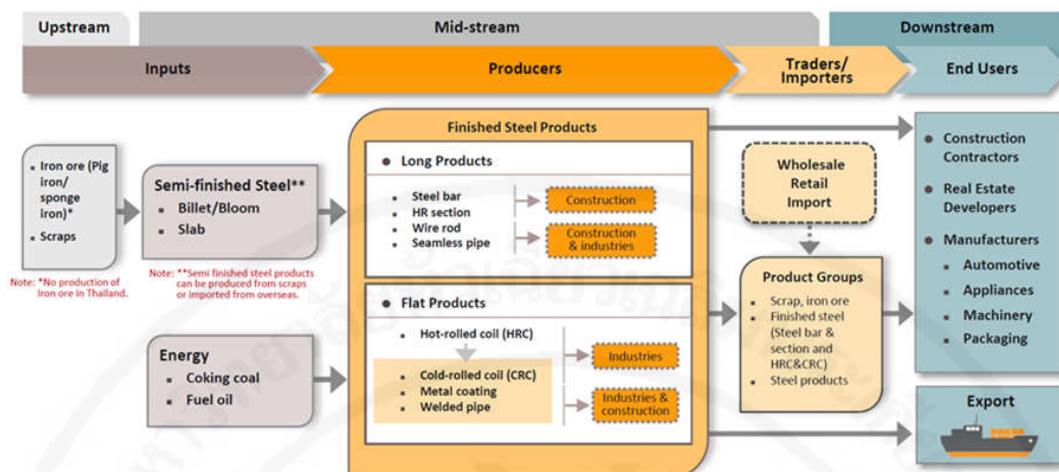 Upstream
Mid-stream
Downstream
Inputs
Producers
Traders/
Importers
End Users
Iron ore (Pig
iron/
sponge
iron)*
Scraps
Note: *No production of
Iron ore in Thailand.
Semi-finished Steel**
Billet/Bloom
Slab
Note: **Semi finished steel products
can be produced from scraps
or imported from overseas.
Energy
Coking coal
Fuel oil
Finished Steel Products
Long Products
Steel bar
HR section
Wire rod
Seamless pipe
Construction
Construction
& industries
Flat Products
Hot-rolled coil (HRC)
Cold-rolled coil (CRC)
Metal coating
Welded pipe
Industries
Industries &
construction
Wholesale
Retail
Import
Product Groups
Scrap, iron ore
Finished steel
(Steel bar &
section and
HRC&CRC)
Steel products
Construction
Contractors
Real Estate
Developers
Manufacturers
Automotive
Appliances
Machinery
Packaging
Export